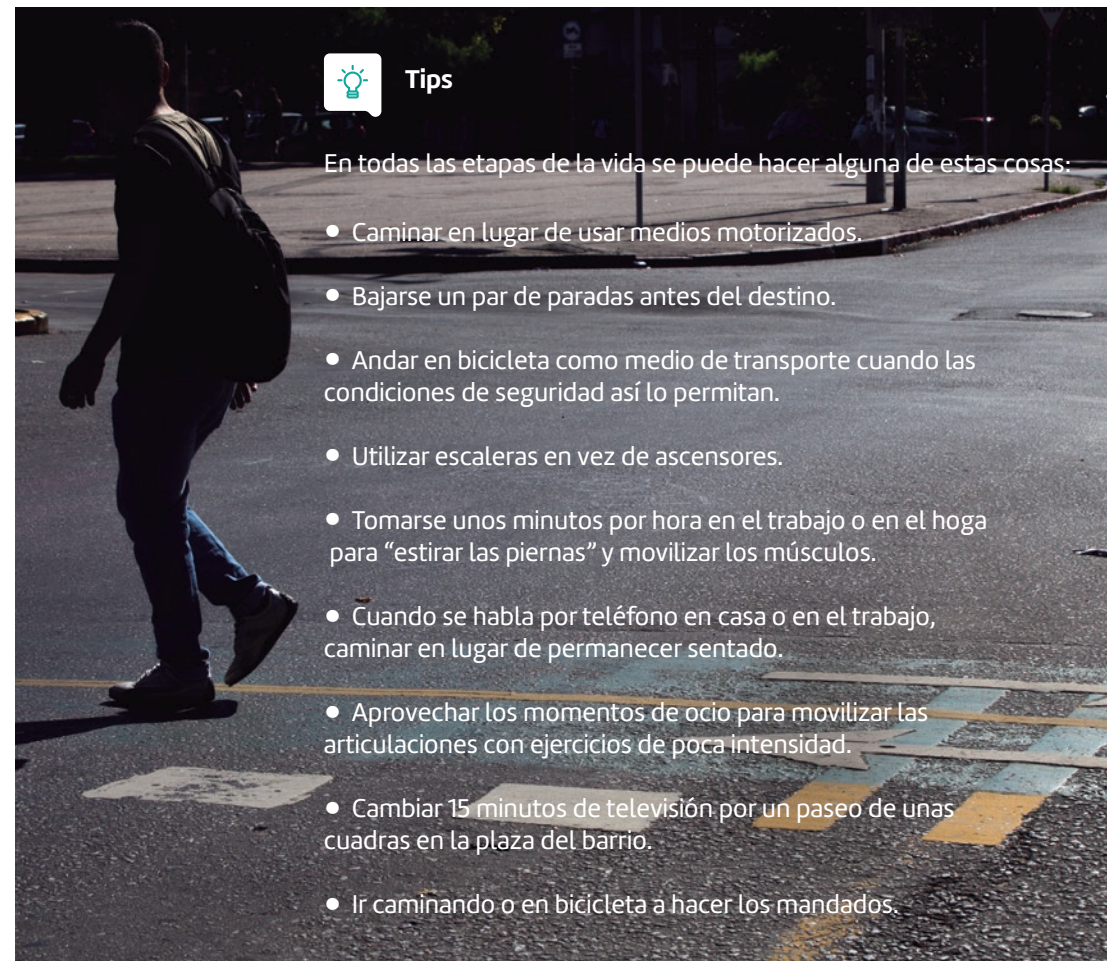 Tips
En todas las etapas de la vida se puede hacer alguna de estas cosas:
● Caminar en lugar de usar medios motorizados.
● Bajarse un par de paradas antes del destino.
● Andar en bicicleta como medio de transporte cuando las
condiciones de seguridad así lo permitan.
● Utilizar escaleras en vez de ascensores.
● Tomarse unos minutos por hora en el trabajo o en el hoga
para “estirar las piernas” y movilizar los músculos.
● Cuando se habla por teléfono en casa o en el trabajo,
caminar en lugar de permanecer sentado.
● Aprovechar los momentos de ocio para movilizar las
articulaciones con ejercicios de poca intensidad.
● Cambiar 15 minutos de televisión por un paseo de unas
cuadras en la plaza del barrio.
● Ir caminando o en bicicleta a hacer los mandados.